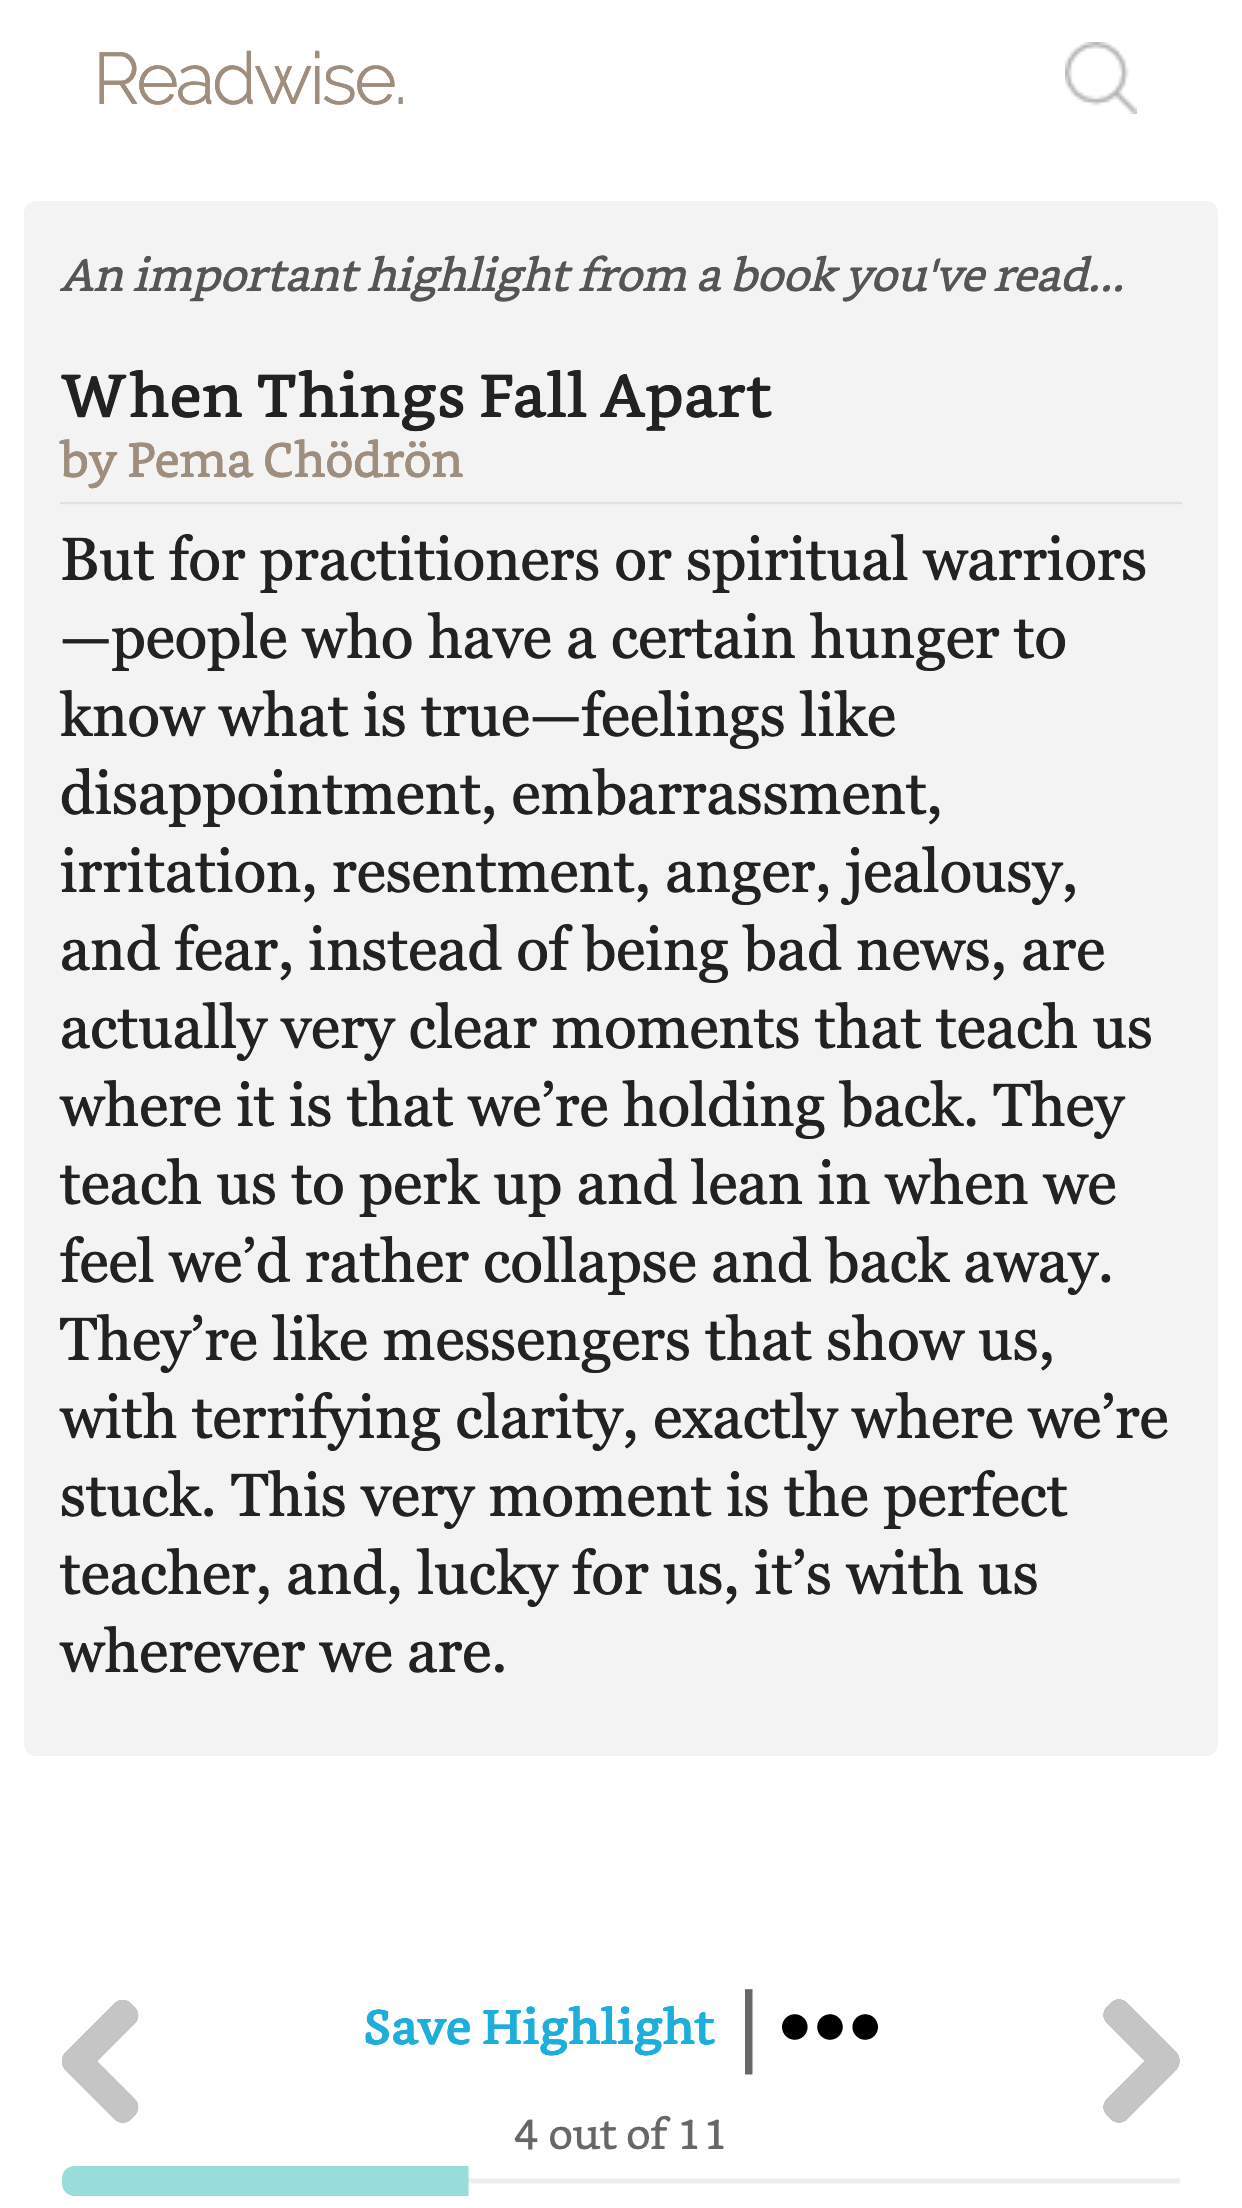 Readwise.
An important highlight from a book you've read...
When Things Fall Apart
by Pema Chödrön
But for practitioners or spiritual warriors
—people who have a certain hunger to
know what is true—feelings like
disappointment, embarrassment,
irritation, resentment, anger, jealousy,
and fear, instead of being bad news, are
actually very clear moments that teach us
where it is that we’re holding back. They
teach us to perk up and lean in when we
feel we’d rather collapse and back away.
They’re like messengers that show us,
with terrifying clarity, exactly where we’re
stuck. This very moment is the perfect
teacher, and, lucky for us, it’s with us
wherever we are.
Save Highlight
4 out of 11